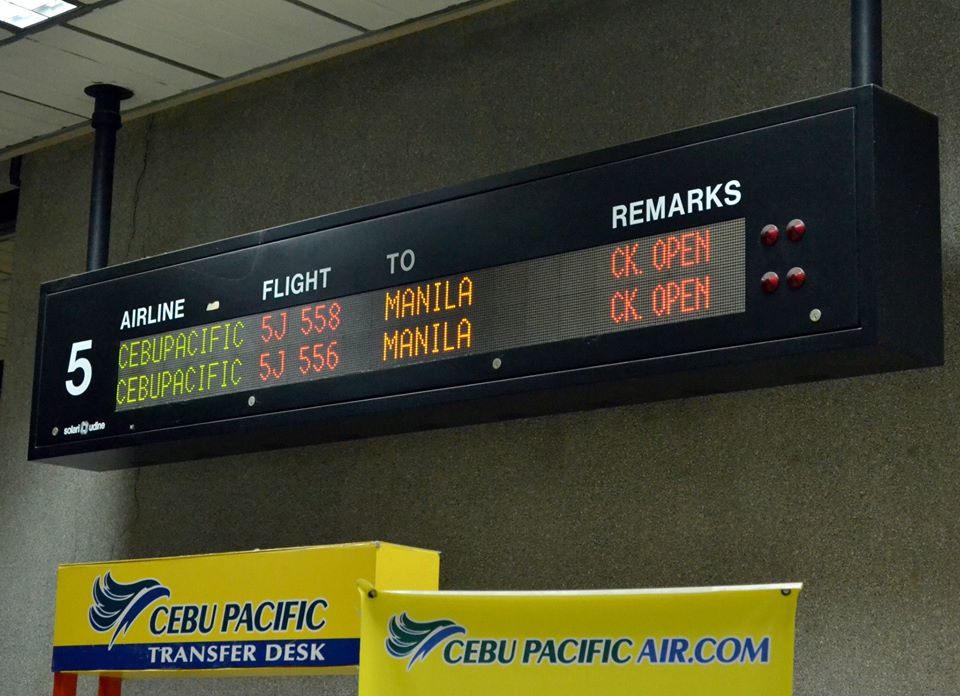 AIRLINE FLIGHT TO REMARKS
5
CEBUPACIFIC 5J 558 MANILA CK OPEN
CEBUPACIFIC 5J 556 MANILA CK OPEN
solari udine
CEBU PACIFIC
TRANSFER DESK
CEBU PACIFIC AIR.COM